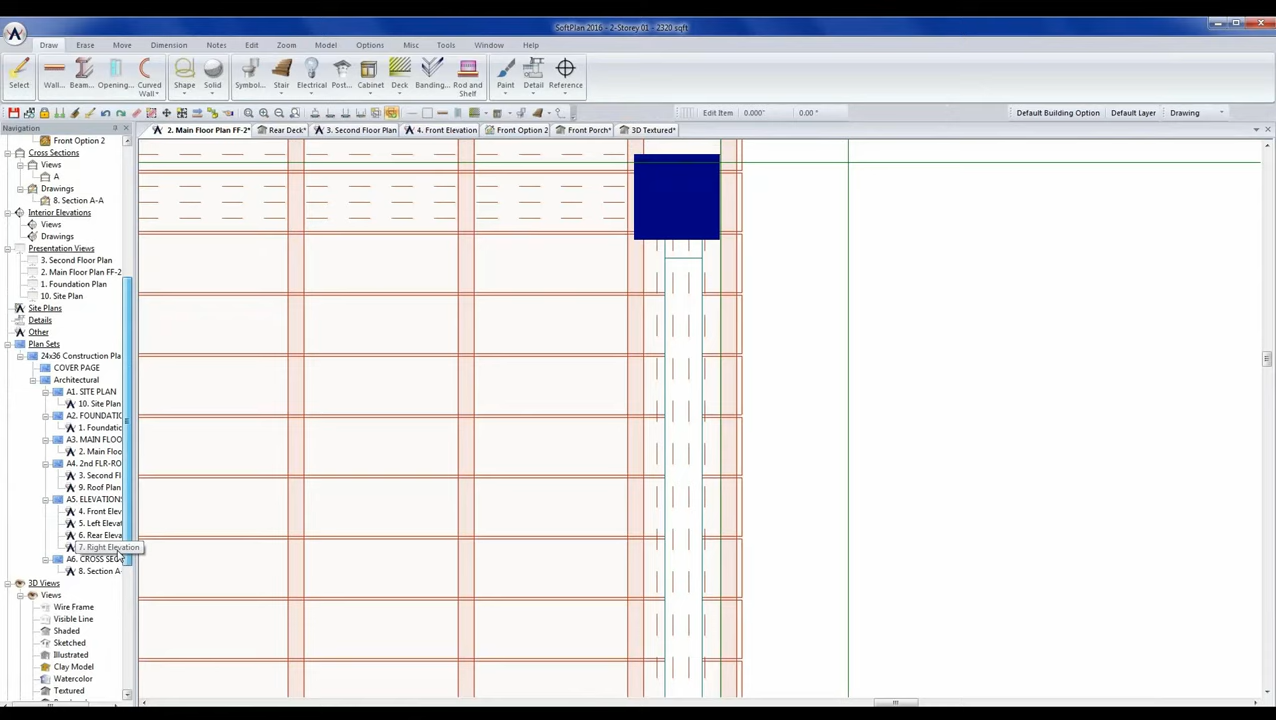 SoftPlan 2016 - 2-Storey 01 - 2320 sqft
Draw Erase Move Dimension Notes Edit Zoom Model Options Misc Tools Window Help
Select Wall... Beam... Opening... Curved Wall Shape Solid Symbol... Stair Electrical Post... Cabinet Deck Banding... Rod and Shelf Paint Detail Reference
Edit Item 0.000" 0.00 ° Default Building Option Default Layer Drawing
Navigation
2. Main Floor Plan FF-2* Rear Deck* 3. Second Floor Plan 4. Front Elevation Front Option 2 Front Porch* 3D Textured*
Front Option 2
Cross Sections
Views
A
Drawings
8. Section A-A
Interior Elevations
Views
Drawings
Presentation Views
3. Second Floor Plan
2. Main Floor Plan FF-2
1. Foundation Plan
10. Site Plan
Site Plans
Details
Other
Plan Sets
24x36 Construction Pla
COVER PAGE
Architectural
A1. SITE PLAN
10. Site Plan
A2. FOUNDATIO
1. Foundatio
A3. MAIN FLOO
2. Main Floo
A4. 2nd FLR-RO
3. Second Fl
9. Roof Plan
A5. ELEVATIONS
4. Front Elev
5. Left Elevat
6. Rear Eleva
7. Right Elevation
A6. CROSS SEC
8. Section A-
3D Views
Views
Wire Frame
Visible Line
Shaded
Sketched
Illustrated
Clay Model
Watercolor
Textured